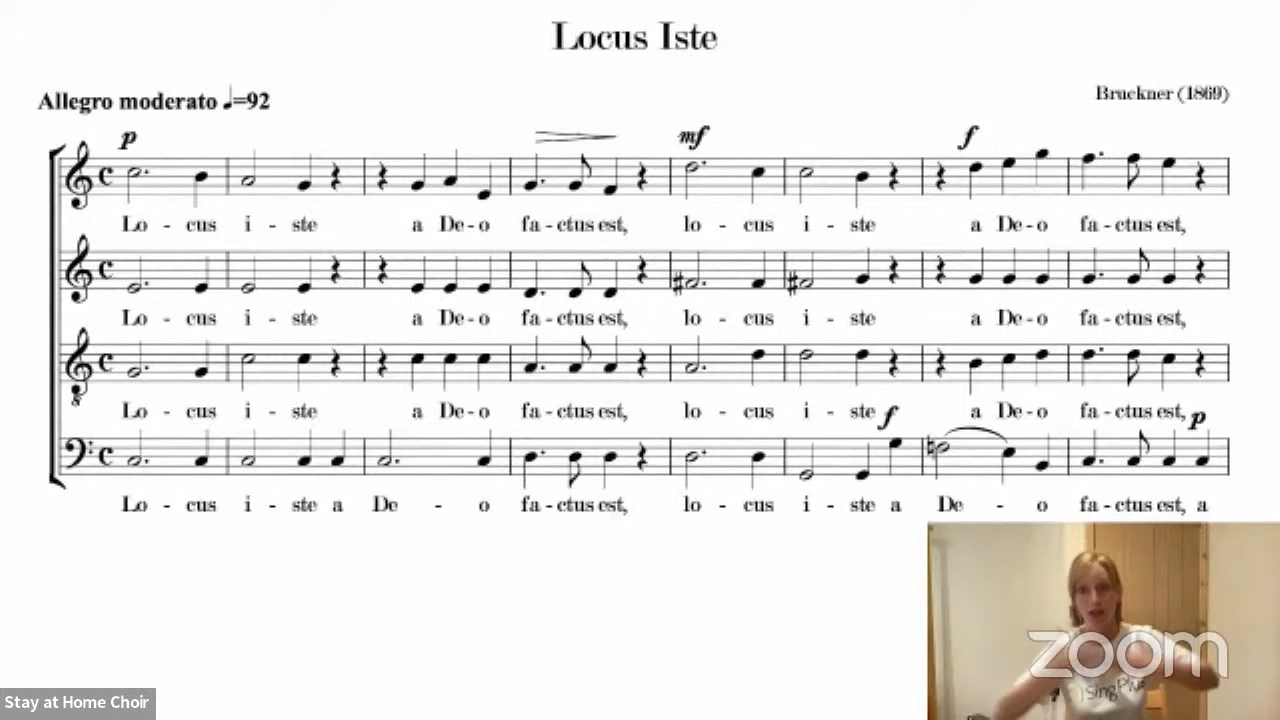 Locus Iste
Allegro moderato ♩=92
Bruckner (1869)
p mf f
Lo - cus i - ste a De - o fa - ctus est, lo - cus i - ste a De - o fa - ctus est,
Lo - cus i - ste a De - o fa - ctus est, lo - cus i - ste a De - o fa - ctus est,
Lo - cus i - ste a De - o fa - ctus est, lo - cus i - ste a De - o fa - ctus est,
f p
Lo - cus i - ste a De - o fa - ctus est, lo - cus i - ste a De - o fa - ctus est, a
zoom
SingPlus
Stay at Home Choir